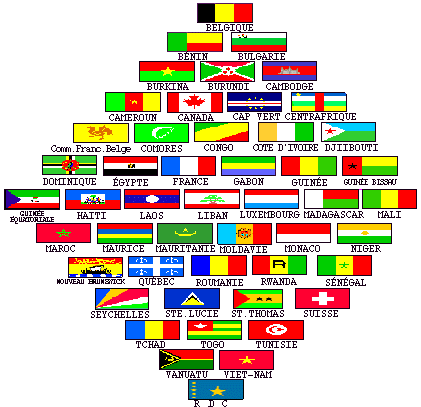 BELGIQUE
BÉNIN BULGARIE
BURKINA BURUNDI CAMBODGE
CAMEROUN CANADA CAP VERT CENTRAFRIQUE
Comm.Franc.Belge COMORES CONGO COTE D'IVOIRE DJIIBOUTI
DOMINIQUE ÉGYPTE FRANCE GABON GUINÉE GUINÉE BISSAU
GUINÉE
ÉQUATORIALE HAITI LAOS LIBAN LUXEMBOURG MADAGASCAR MALI
MAROC MAURICE MAURITANIE MOLDAVIE MONACO NIGER
NOUVEAU BRUNSWICK QUÉBEC ROUMANIE RWANDA SÉNÉGAL
SEYCHELLES STE.LUCIE ST.THOMAS SUISSE
TCHAD TOGO TUNISIE
VANUATU VIET-NAM
R D C